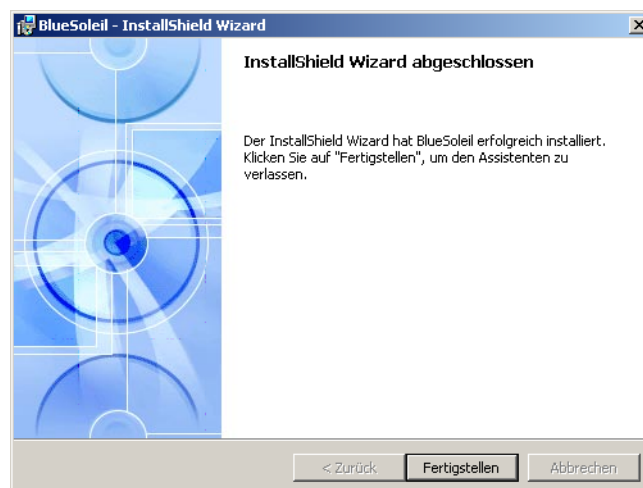 BlueSoleil - InstallShield Wizard
InstallShield Wizard abgeschlossen
Der InstallShield Wizard hat BlueSoleil erfolgreich installiert.
Klicken Sie auf "Fertigstellen", um den Assistenten zu
verlassen.
< Zurück
Fertigstellen
Abbrechen